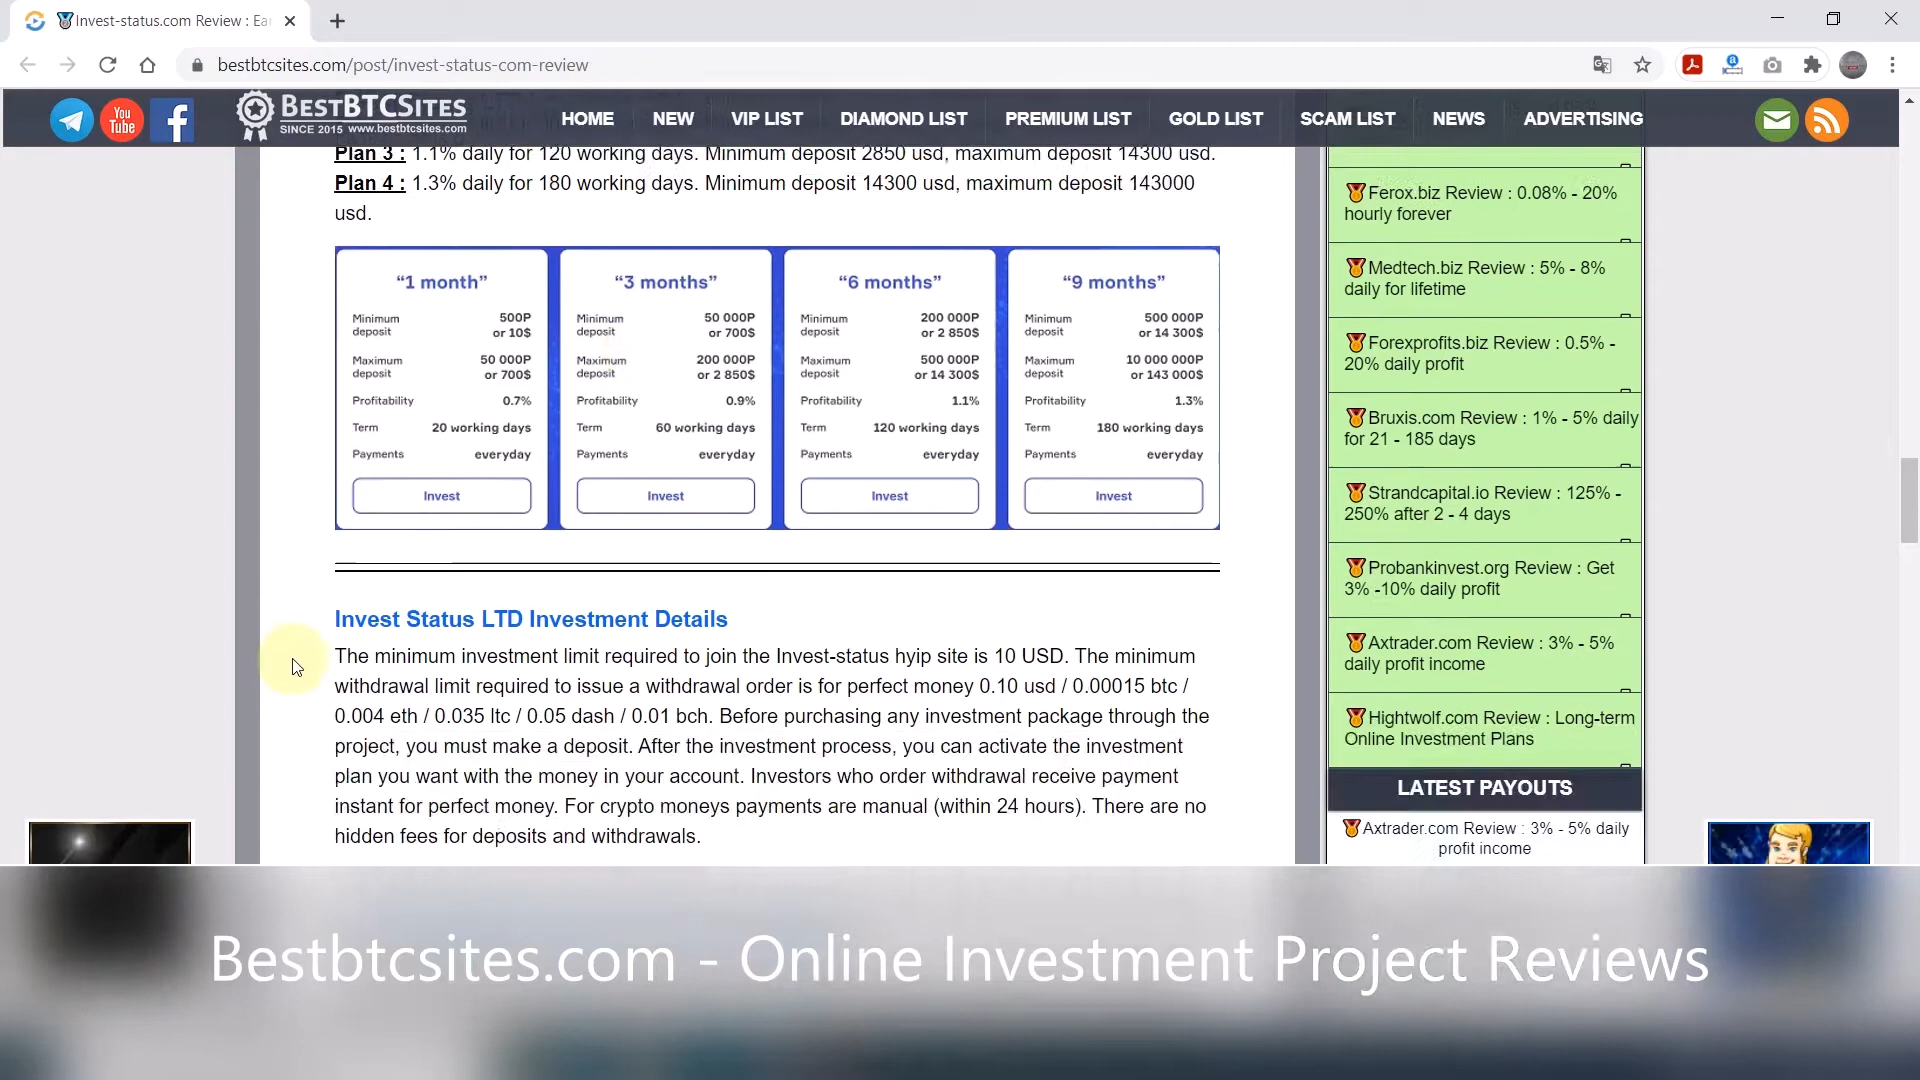 Invest-status.com Review : Ea
bestbtcsites.com/post/invest-status-com-review
You
Tube
BESTBTCSITES
SINCE 2015 www.bestbtcsites.com
HOME NEW VIP LIST DIAMOND LIST PREMIUM LIST GOLD LIST SCAM LIST NEWS ADVERTISING
Plan 3 : 1.1% daily for 120 working days. Minimum deposit 2850 usd, maximum deposit 14300 usd.
Plan 4 : 1.3% daily for 180 working days. Minimum deposit 14300 usd, maximum deposit 143000
usd.
“1 month”
Minimum deposit 500P or 10$
Maximum deposit 50 000P or 700$
Profitability 0.7%
Term 20 working days
Payments everyday
Invest
“3 months”
Minimum deposit 50 000P or 700$
Maximum deposit 200 000P or 2 850$
Profitability 0.9%
Term 60 working days
Payments everyday
Invest
“6 months”
Minimum deposit 200 000P or 2 850$
Maximum deposit 500 000P or 14 300$
Profitability 1.1%
Term 120 working days
Payments everyday
Invest
“9 months”
Minimum deposit 500 000P or 14 300$
Maximum deposit 10 000 000P or 143 000$
Profitability 1.3%
Term 180 working days
Payments everyday
Invest
Invest Status LTD Investment Details
The minimum investment limit required to join the Invest-status hyip site is 10 USD. The minimum
withdrawal limit required to issue a withdrawal order is for perfect money 0.10 usd / 0.00015 btc /
0.004 eth / 0.035 ltc / 0.05 dash / 0.01 bch. Before purchasing any investment package through the
project, you must make a deposit. After the investment process, you can activate the investment
plan you want with the money in your account. Investors who order withdrawal receive payment
instant for perfect money. For crypto moneys payments are manual (within 24 hours). There are no
hidden fees for deposits and withdrawals.
Ferox.biz Review : 0.08% - 20%
hourly forever
Medtech.biz Review : 5% - 8%
daily for lifetime
Forexprofits.biz Review : 0.5% -
20% daily profit
Bruxis.com Review : 1% - 5% daily
for 21 - 185 days
Strandcapital.io Review : 125% -
250% after 2 - 4 days
Probankinvest.org Review : Get
3% -10% daily profit
Axtrader.com Review : 3% - 5%
daily profit income
Hightwolf.com Review : Long-term
Online Investment Plans
LATEST PAYOUTS
Axtrader.com Review : 3% - 5% daily
profit income
Bestbtcsites.com - Online Investment Project Reviews